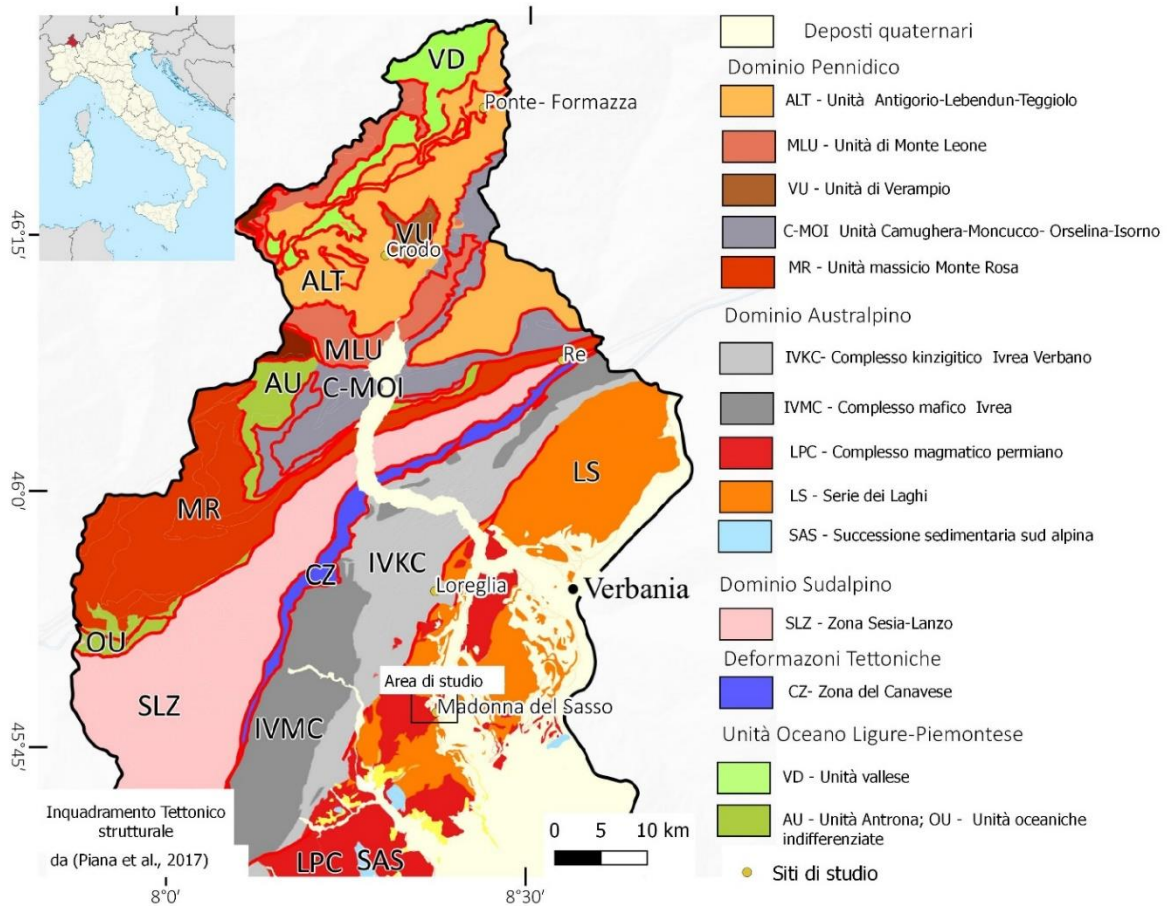 VD
Ponte- Formazza
VU
Crodo
ALT
MLU
Re
AU
C-MOI
LS
MR
IVKC
CZ
Loreglia
Verbania
OU
Area di studio
SLZ
Madonna del Sasso
IVMC
LPC
SAS
46°15'
46°0'
45°45'
8°0'
8°30'
Inquadramento Tettonico
strutturale
da (Piana et al., 2017)
0 5 10 km
Deposti quaternari
Dominio Pennidico
ALT - Unità Antigorio-Lebendun-Teggiolo
MLU - Unità di Monte Leone
VU - Unità di Verampio
C-MOI Unità Camughera-Moncucco- Orselina-Isorno
MR - Unità massicio Monte Rosa
Dominio Australpino
IVKC- Complesso kinzigitico Ivrea Verbano
IVMC - Complesso mafico Ivrea
LPC - Complesso magmatico permiano
LS - Serie dei Laghi
SAS - Successione sedimentaria sud alpina
Dominio Sudalpino
SLZ - Zona Sesia-Lanzo
Deformazoni Tettoniche
CZ- Zona del Canavese
Unità Oceano Ligure-Piemontese
VD - Unità vallese
AU - Unità Antrona; OU - Unità oceaniche
indifferenziate
Siti di studio